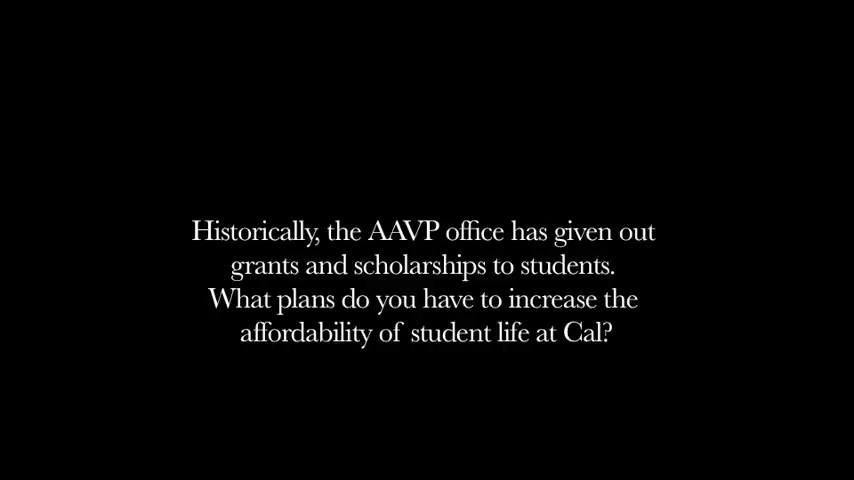 Historically, the AAVP office has given out
grants and scholarships to students.
What plans do you have to increase the
affordability of student life at Cal?